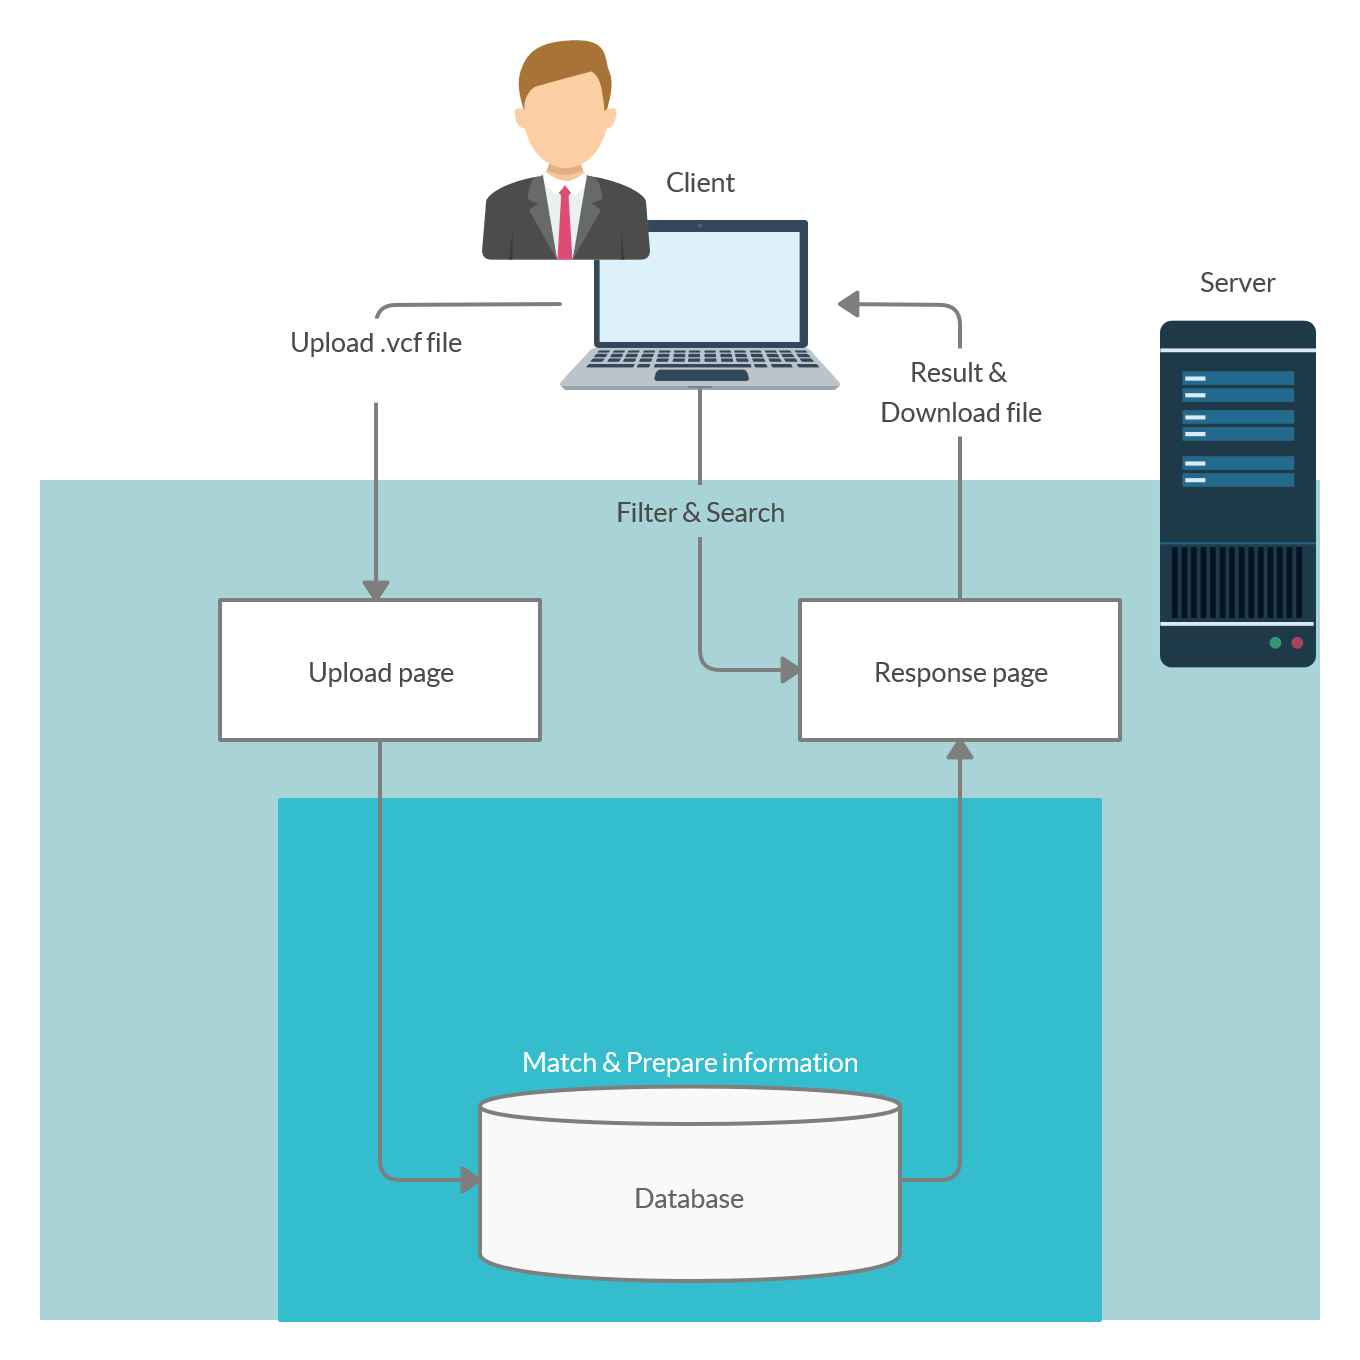 Client
Server
Upload .vcf file
Result &
Download file
Filter & Search
Upload page
Response page
Match & Prepare information
Database